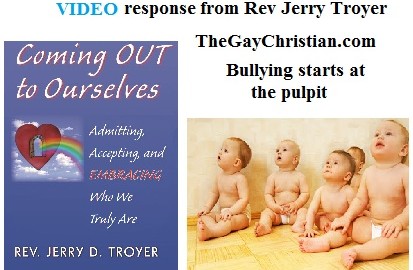 VIDEO response from Rev Jerry Troyer
TheGayChristian.com
Bullying starts at
the pulpit
Coming OUT
to Ourselves
Admitting,
Accepting, and
EMBRACING
Who We
Truly Are
REV. JERRY D. TROYER